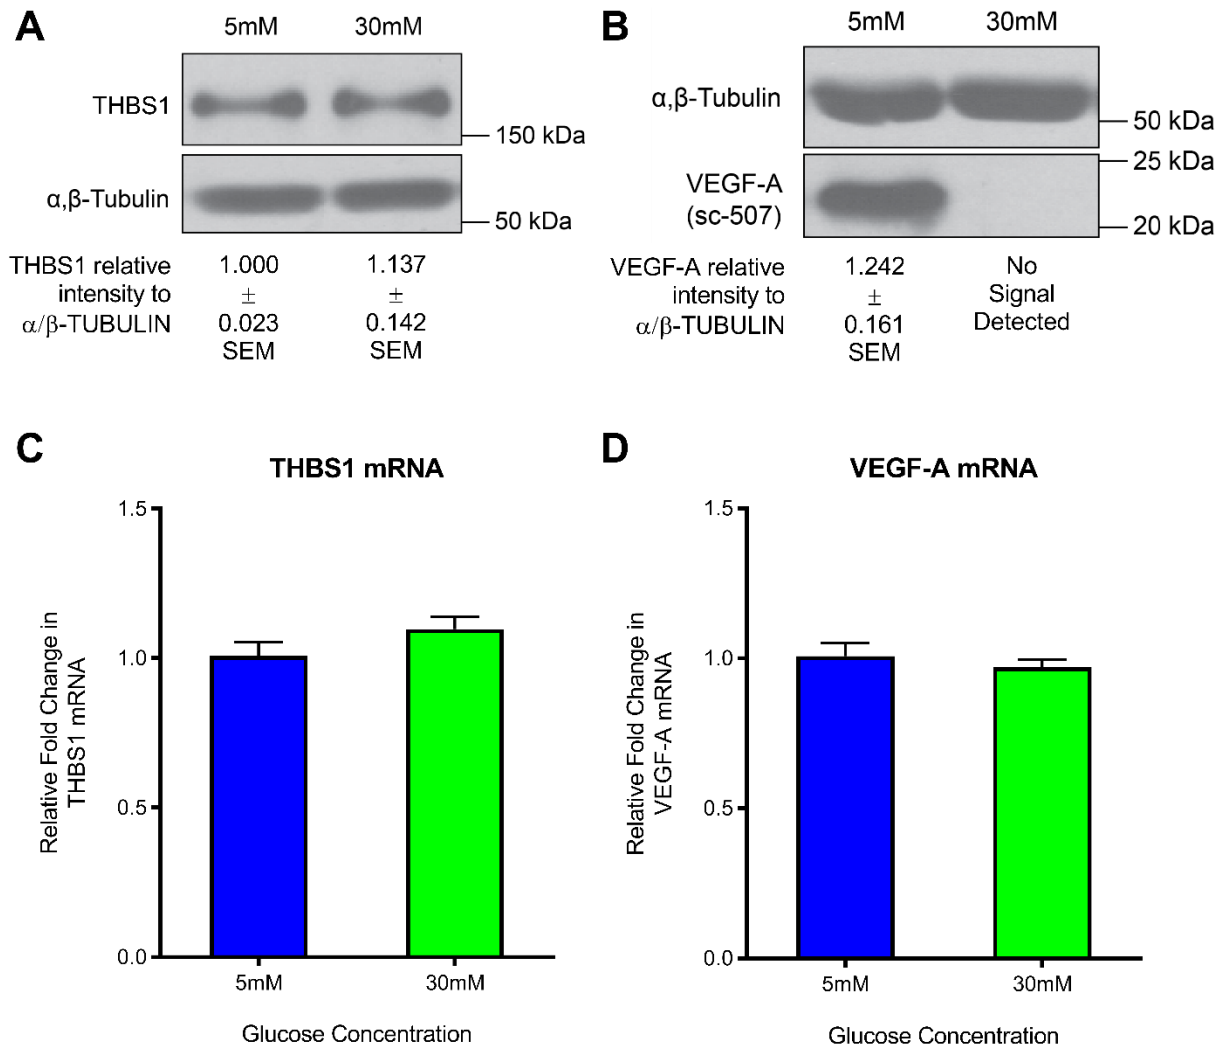 A
5mM
30mM
THBS1
150 kDa
α,β-Tubulin
50 kDa
THBS1 relative
intensity to
α/β-TUBULIN
1.000
±
0.023
SEM
1.137
±
0.142
SEM
B
5mM
30mM
α,β-Tubulin
50 kDa
25 kDa
VEGF-A
(sc-507)
20 kDa
VEGF-A relative
intensity to
α/β-TUBULIN
1.242
±
0.161
SEM
No
Signal
Detected
C
THBS1 mRNA
Relative Fold Change in
THBS1 mRNA
1.5
1.0
0.5
0.0
5mM
30mM
Glucose Concentration
D
VEGF-A mRNA
Relative Fold Change in
VEGF-A mRNA
1.5
1.0
0.5
0.0
5mM
30mM
Glucose Concentration